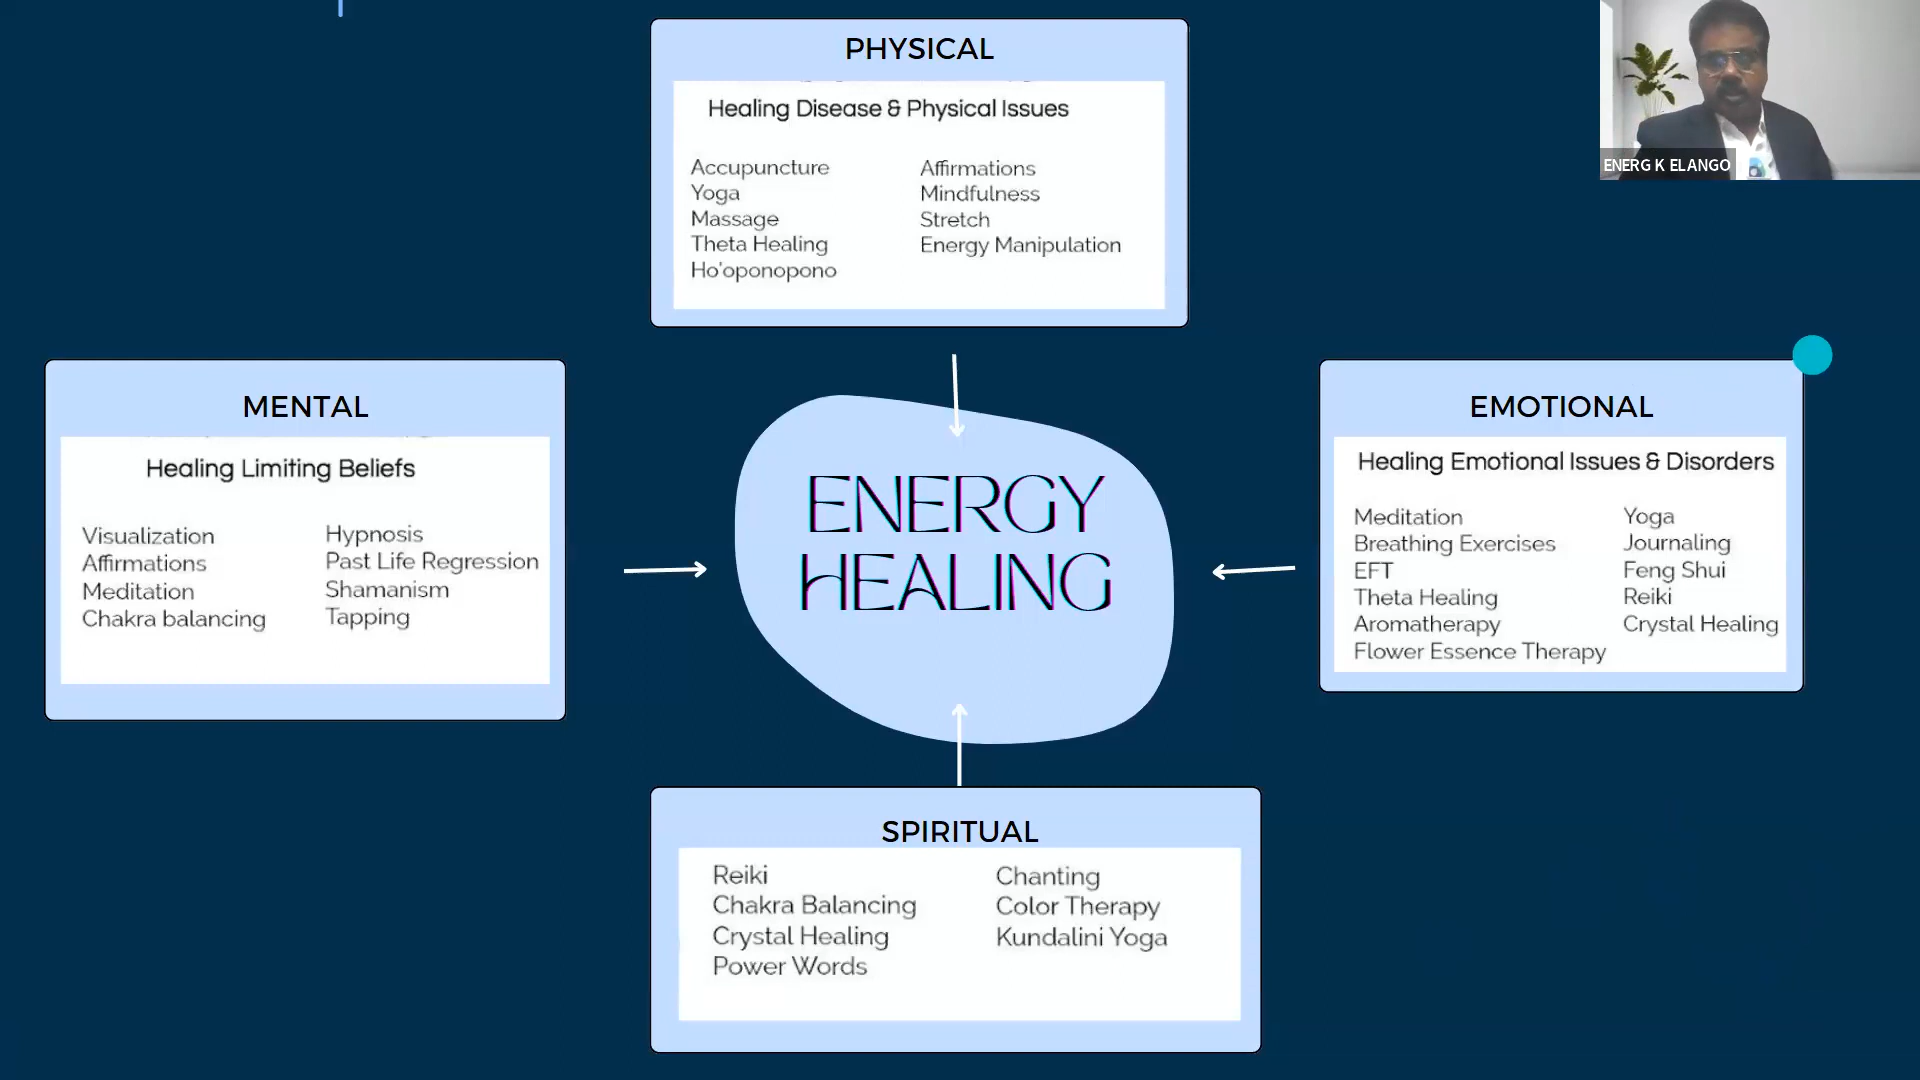 PHYSICAL
Healing Disease & Physical Issues
Accupuncture
Yoga
Massage
Theta Healing
Ho'oponopono
Affirmations
Mindfulness
Stretch
Energy Manipulation
ENERG K ELANGO
MENTAL
Healing Limiting Beliefs
Visualization
Affirmations
Meditation
Chakra balancing
Hypnosis
Past Life Regression
Shamanism
Tapping
ENERGY
HEALING
EMOTIONAL
Healing Emotional Issues & Disorders
Meditation
Breathing Exercises
EFT
Theta Healing
Aromatherapy
Flower Essence Therapy
Yoga
Journaling
Feng Shui
Reiki
Crystal Healing
SPIRITUAL
Reiki
Chakra Balancing
Crystal Healing
Power Words
Chanting
Color Therapy
Kundalini Yoga